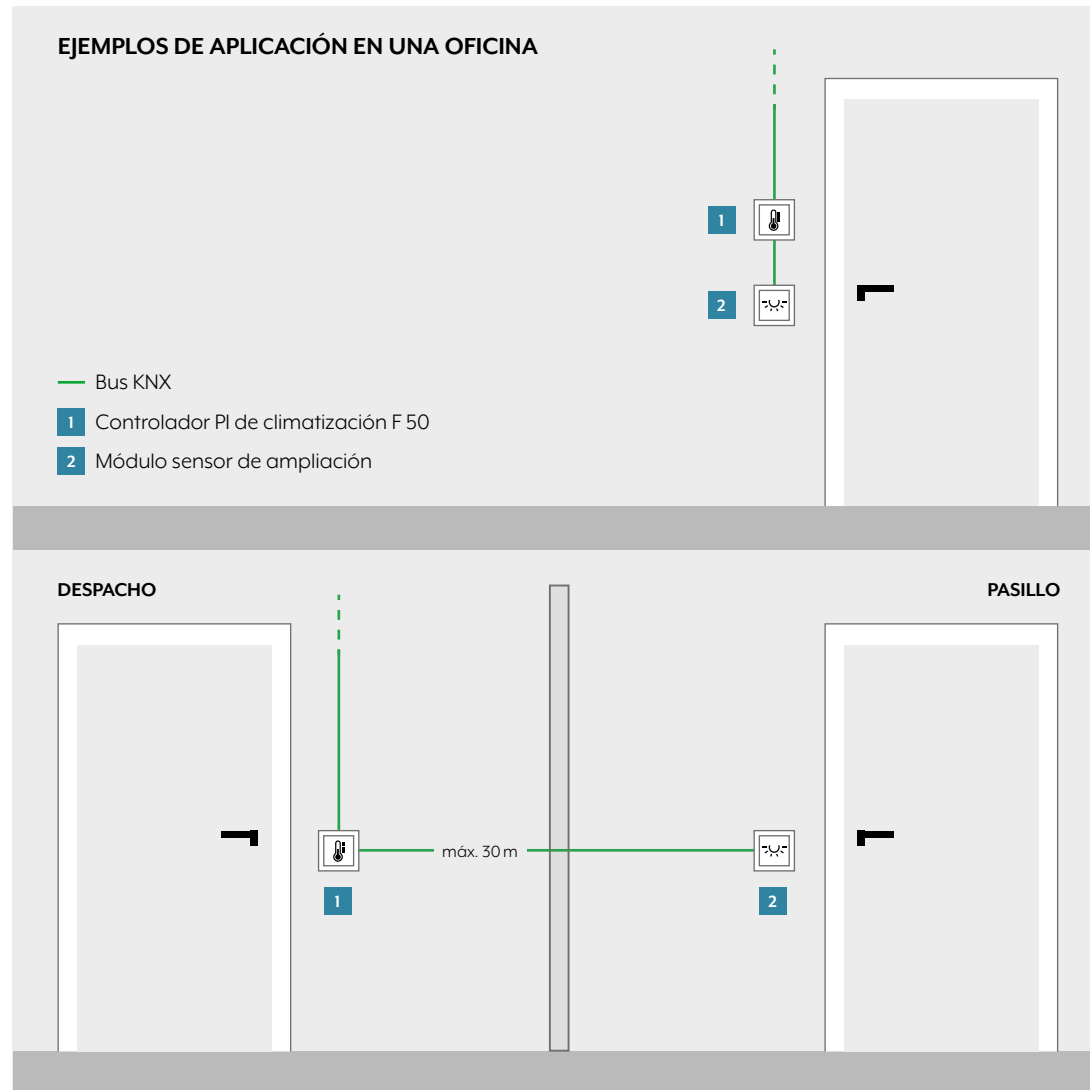 EJEMPLOS DE APLICACIÓN EN UNA OFICINA
1
2
Bus KNX
1 Controlador PI de climatización F 50
2 Módulo sensor de ampliación
DESPACHO
PASILLO
máx. 30 m
1
2